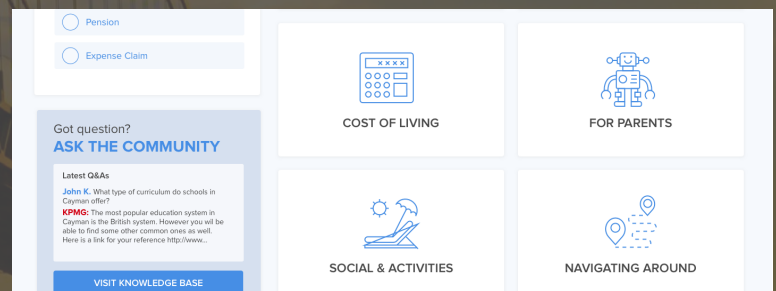 Pension
Expense Claim
Got question?
ASK THE COMMUNITY
Latest Q&As
John K. What type of curriculum do schools in
Cayman offer?
KPMG: The most popular education system in
Cayman is the British system. However you wil be
able to find some other common ones as well.
Here is a link for your reference http://www...
VISIT KNOWLEDGE BASE
COST OF LIVING
FOR PARENTS
SOCIAL & ACTIVITIES
NAVIGATING AROUND